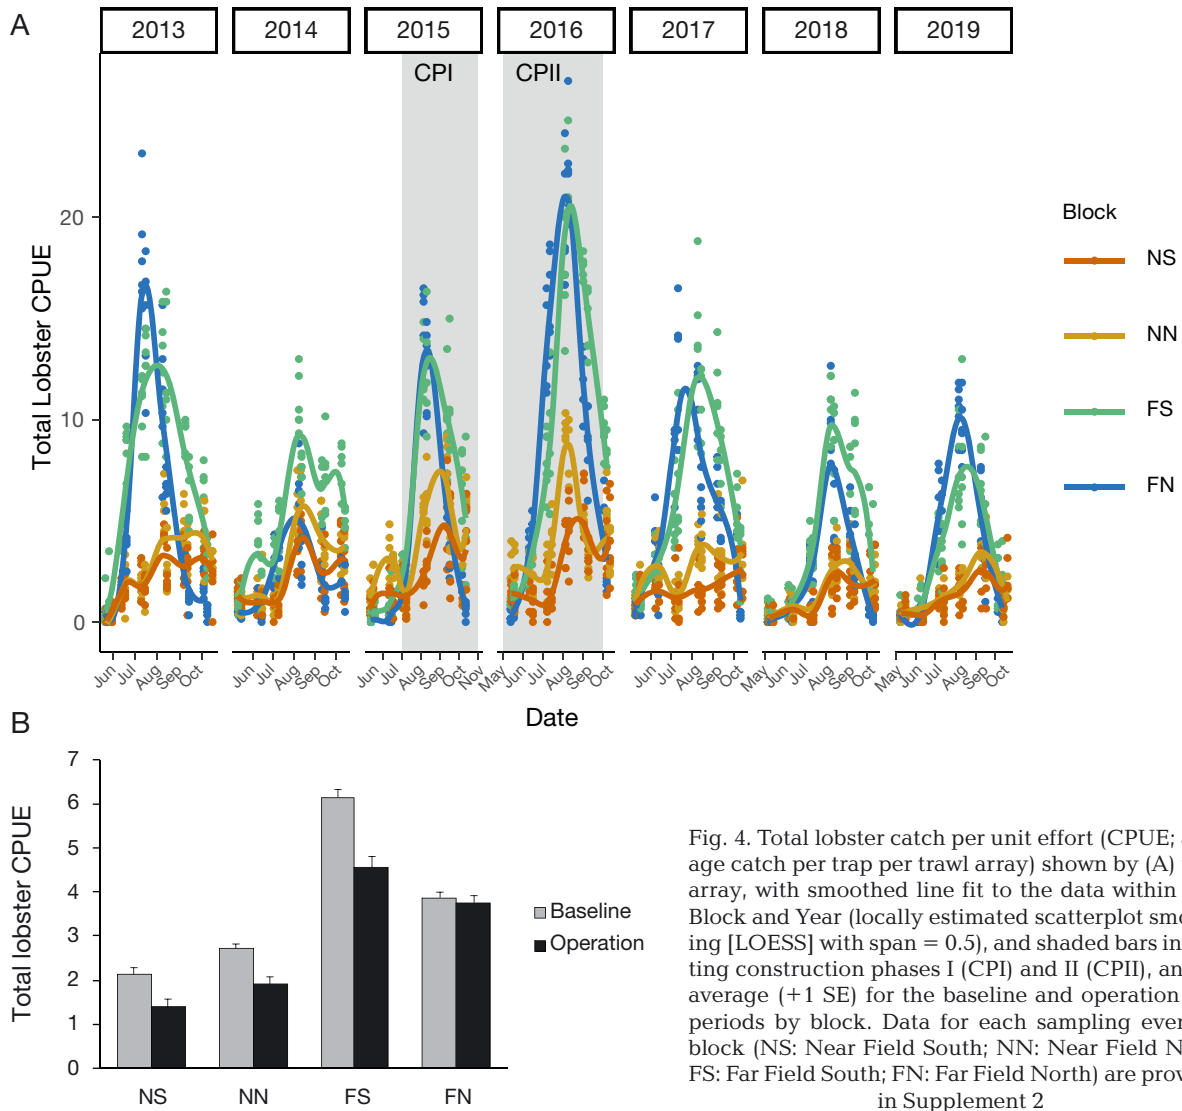 A
2013 2014 2015 2016 2017 2018 2019
CPI CPII
Total Lobster CPUE
20
10
0
Block
NS
NN
FS
FN
Jun Jul Aug Sep Oct
Jun Jul Aug Sep Oct
Jun Jul Aug Sep Oct Nov
May Jun Jul Aug Sep Oct
Jun Jul Aug Sep Oct
May Jun Jul Aug Sep Oct
May Jun Jul Aug Sep Oct
Date
B
Total lobster CPUE
7
6
5
4
3
2
1
0
NS NN FS FN
Baseline
Operation
Fig. 4. Total lobster catch per unit effort (CPUE;
age catch per trap per trawl array) shown by (A)
array, with smoothed line fit to the data within
Block and Year (locally estimated scatterplot smo
ing [LOESS] with span = 0.5), and shaded bars in
ting construction phases I (CPI) and II (CPII), an
average (+1 SE) for the baseline and operation
periods by block. Data for each sampling even
block (NS: Near Field South; NN: Near Field N
FS: Far Field South; FN: Far Field North) are prov
in Supplement 2